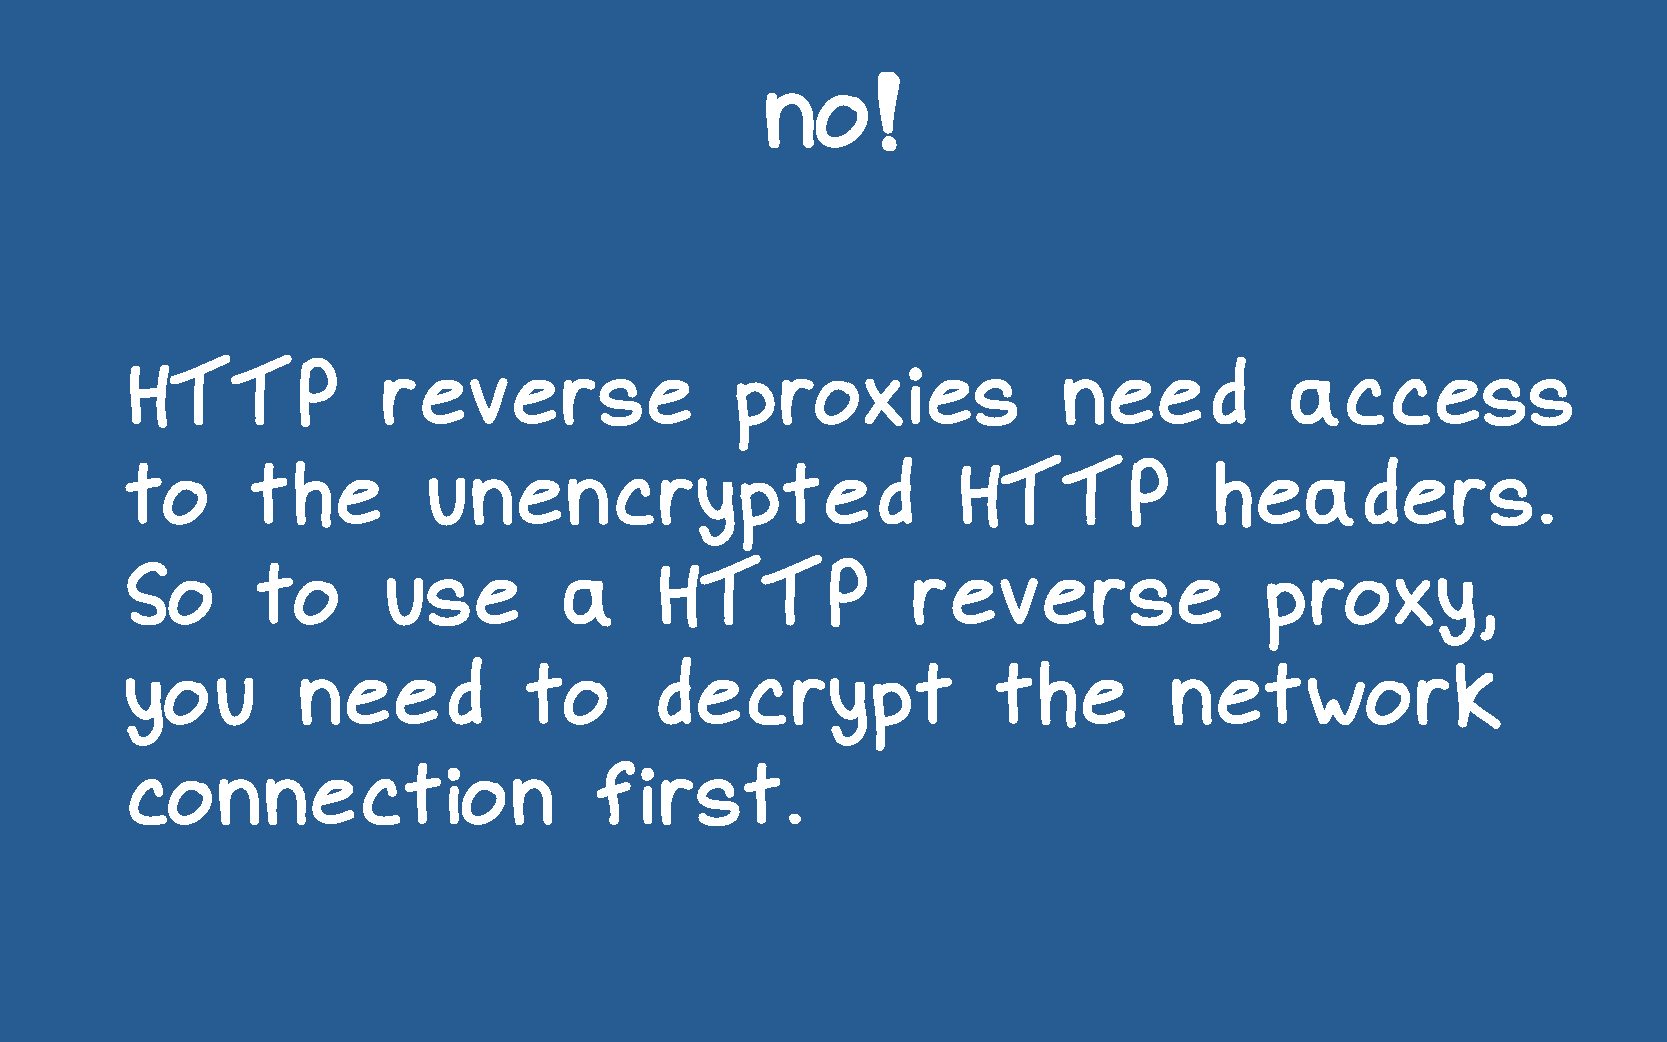 no!
HTTP reverse proxies need access
to the unencrypted HTTP headers.
So to use a HTTP reverse proxy,
you need to decrypt the network
connection first.